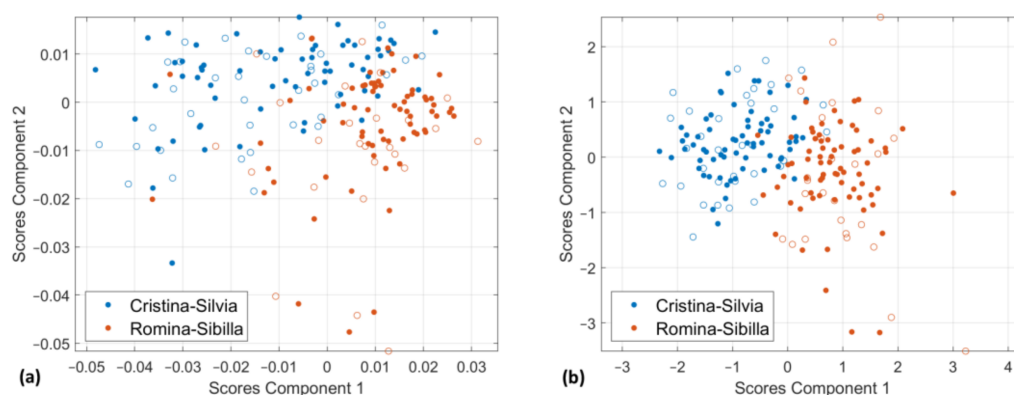 0.01
0
−0.01
−0.02
−0.03
−0.04
−0.05
Scores Component 2
Cristina-Silvia
Romina-Sibilla
−0.05 −0.04 −0.03 −0.02 −0.01 0 0.01 0.02 0.03
Scores Component 1
(a)
2
1
0
−1
−2
−3
Scores Component 2
Cristina-Silvia
Romina-Sibilla
−3 −2 −1 0 1 2 3 4
Scores Component 1
(b)